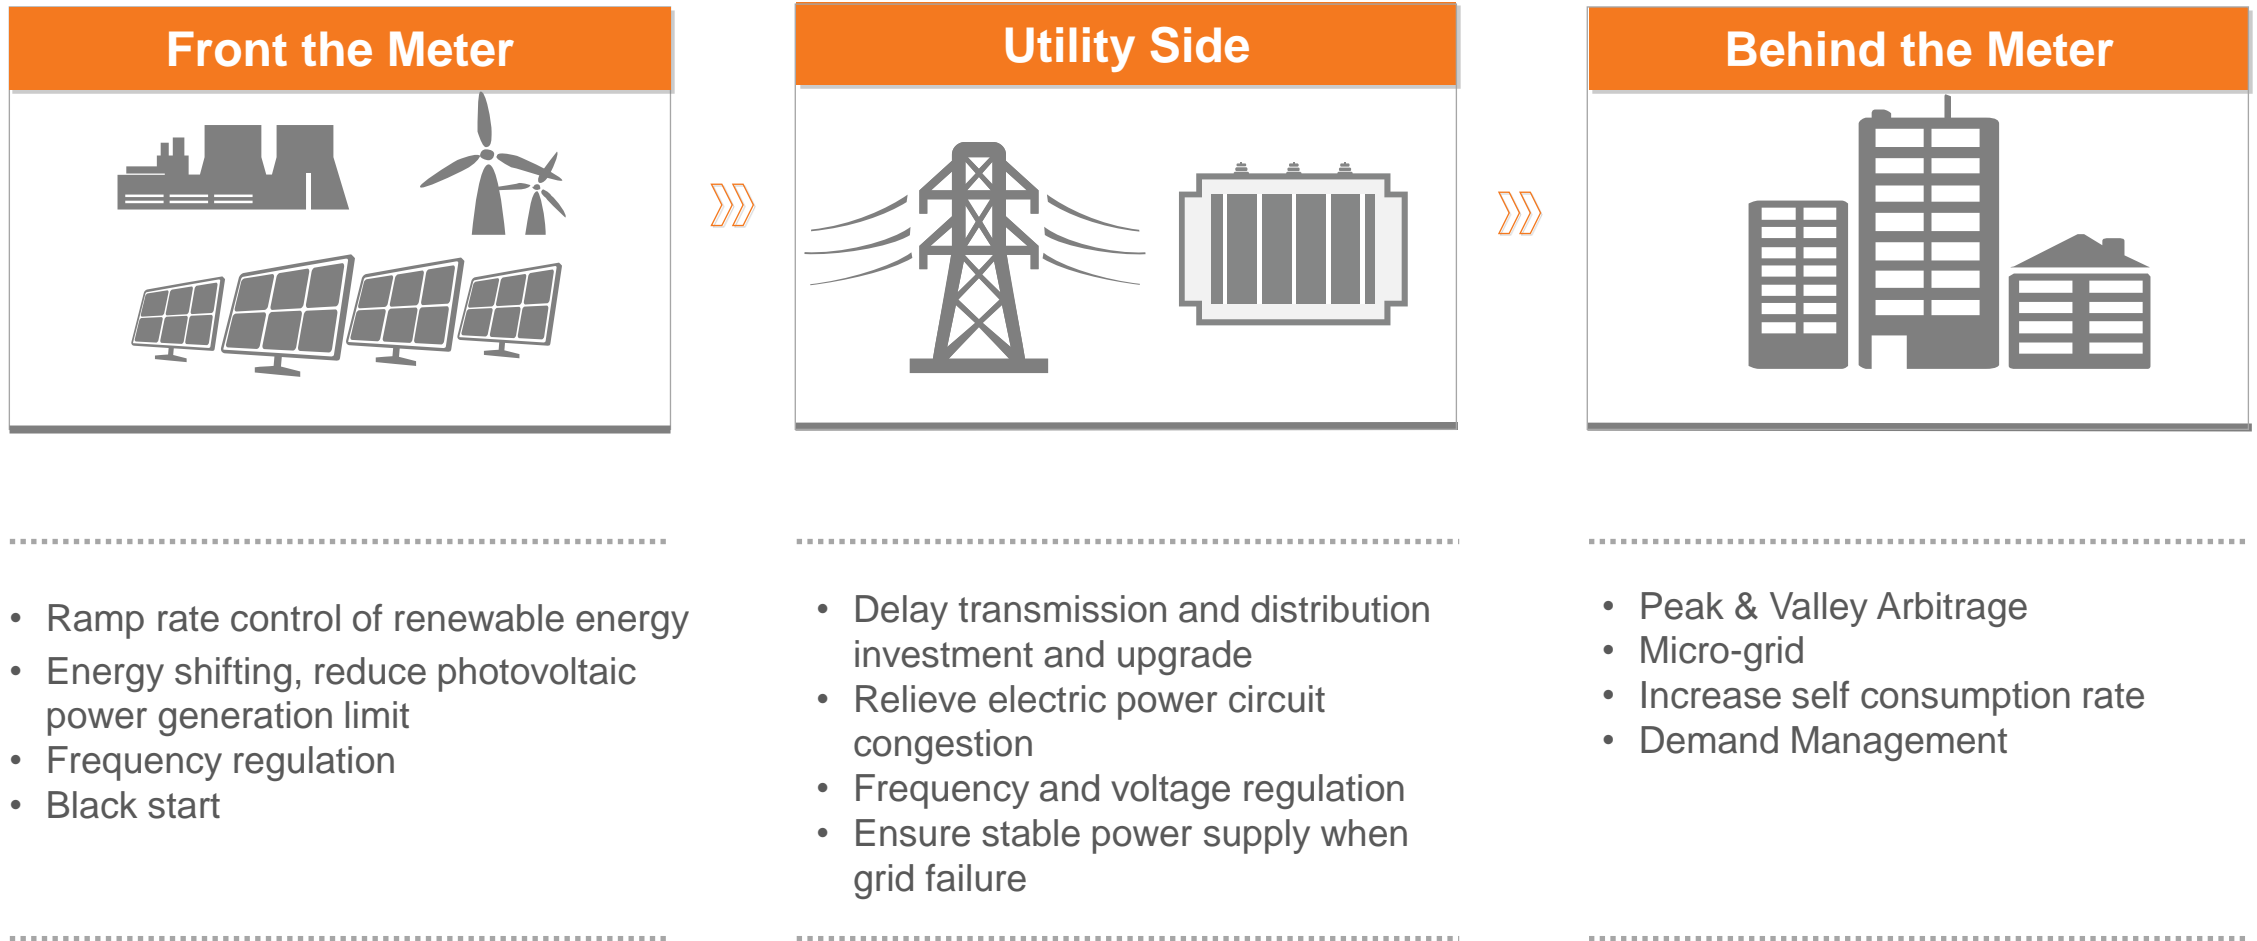 Front the Meter
Utility Side
Behind the Meter
• Ramp rate control of renewable energy
• Energy shifting, reduce photovoltaic
power generation limit
• Frequency regulation
• Black start
• Delay transmission and distribution
investment and upgrade
• Relieve electric power circuit
congestion
• Frequency and voltage regulation
• Ensure stable power supply when
grid failure
• Peak & Valley Arbitrage
• Micro-grid
• Increase self consumption rate
• Demand Management